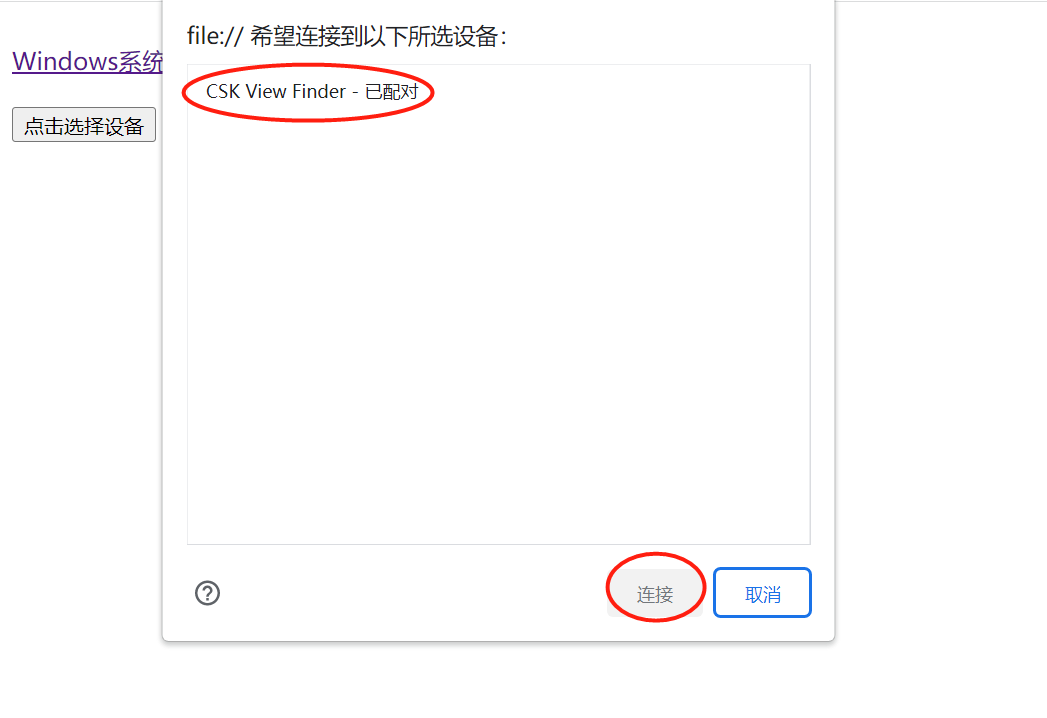 file:// 希望连接到以下所选设备：
Windows系统
CSK View Finder - 已配对
点击选择设备
连接
取消